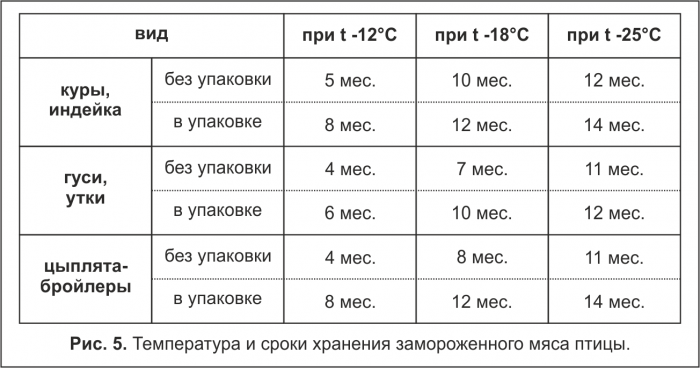 вид при t -12°C при t -18°C при t -25°C
куры, индейка без упаковки 5 мес. 10 мес. 12 мес.
в упаковке 8 мес. 12 мес. 14 мес.
гуси, утки без упаковки 4 мес. 7 мес. 11 мес.
в упаковке 6 мес. 10 мес. 12 мес.
цыплята-бройлеры без упаковки 4 мес. 8 мес. 11 мес.
в упаковке 8 мес. 12 мес. 14 мес.
Рис. 5. Температура и сроки хранения замороженного мяса птицы.